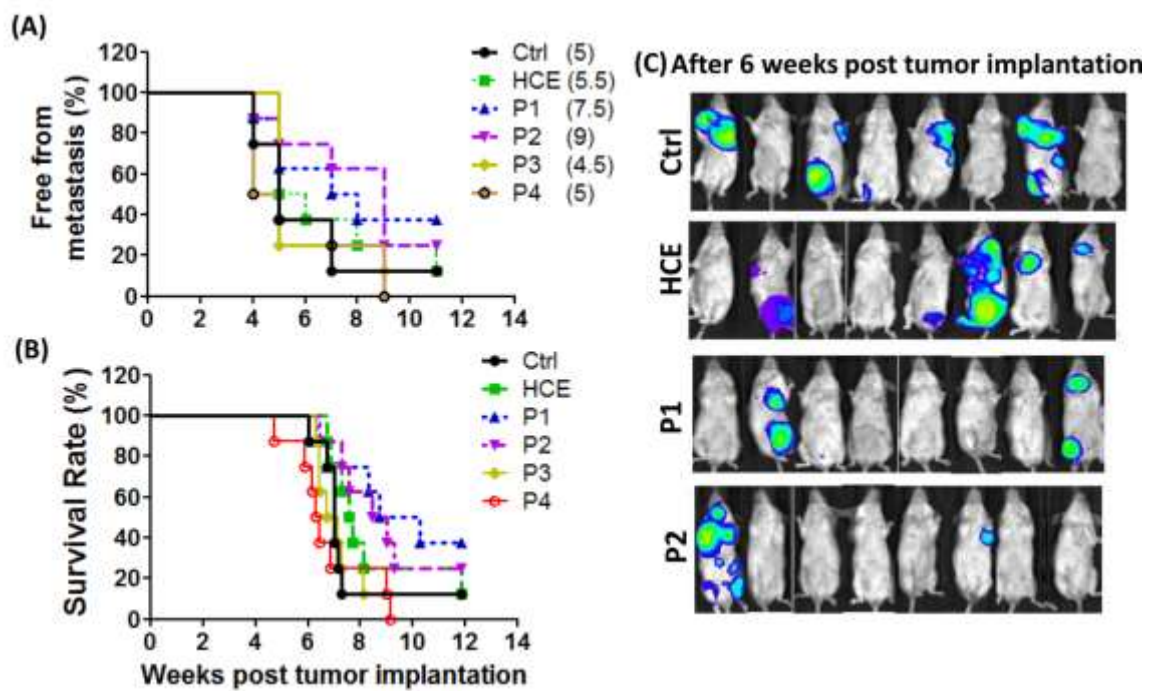 (A)
120
100
80
60
40
20
0
Free from
metastasis (%)
0 2 4 6 8 10 12 14
Ctrl (5)
HCE (5.5)
P1 (7.5)
P2 (9)
P3 (4.5)
P4 (5)
(B)
120
100
80
60
40
20
0
Survival Rate (%)
0 2 4 6 8 10 12 14
Weeks post tumor implantation
Ctrl
HCE
P1
P2
P3
P4
(C) After 6 weeks post tumor implantation
Ctrl
HCE
P1
P2